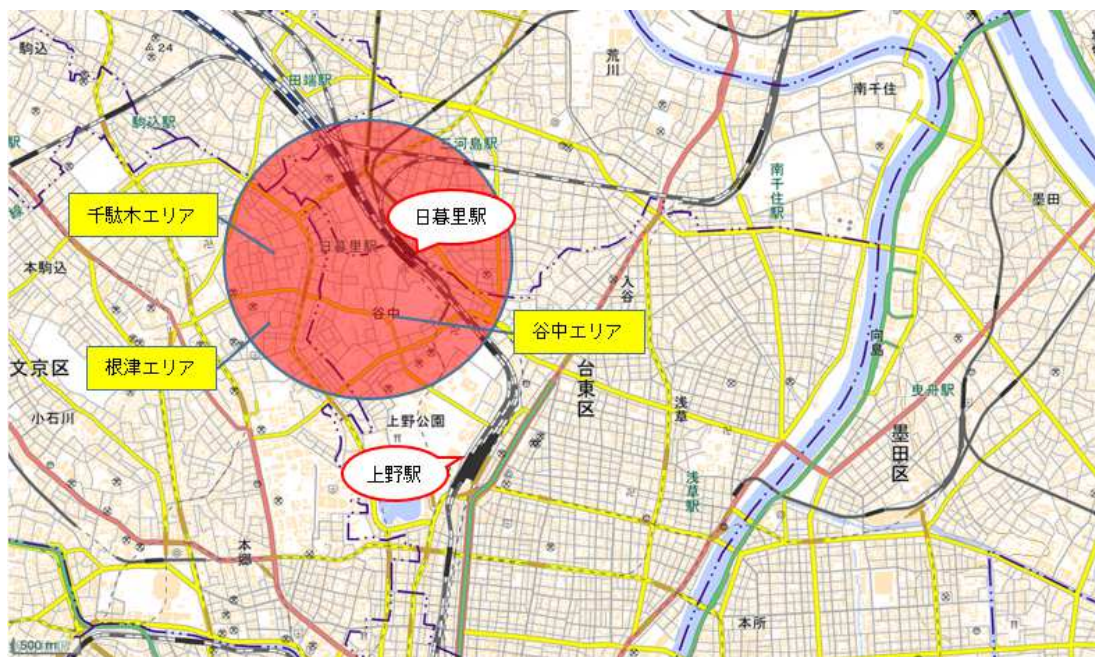 駒込
24
田端駅
駒込駅
駅
荒川
南千住
三河島駅
千駄木エリア
日暮里駅
日暮里駅
南千住駅
墨田
本駒込
入谷
谷中
谷中エリア
根津エリア
向島
文京区
台東区
浅草
曳舟駅
小石川
上野公園
墨田区
上野駅
浅草駅
本郷
本所
500 m